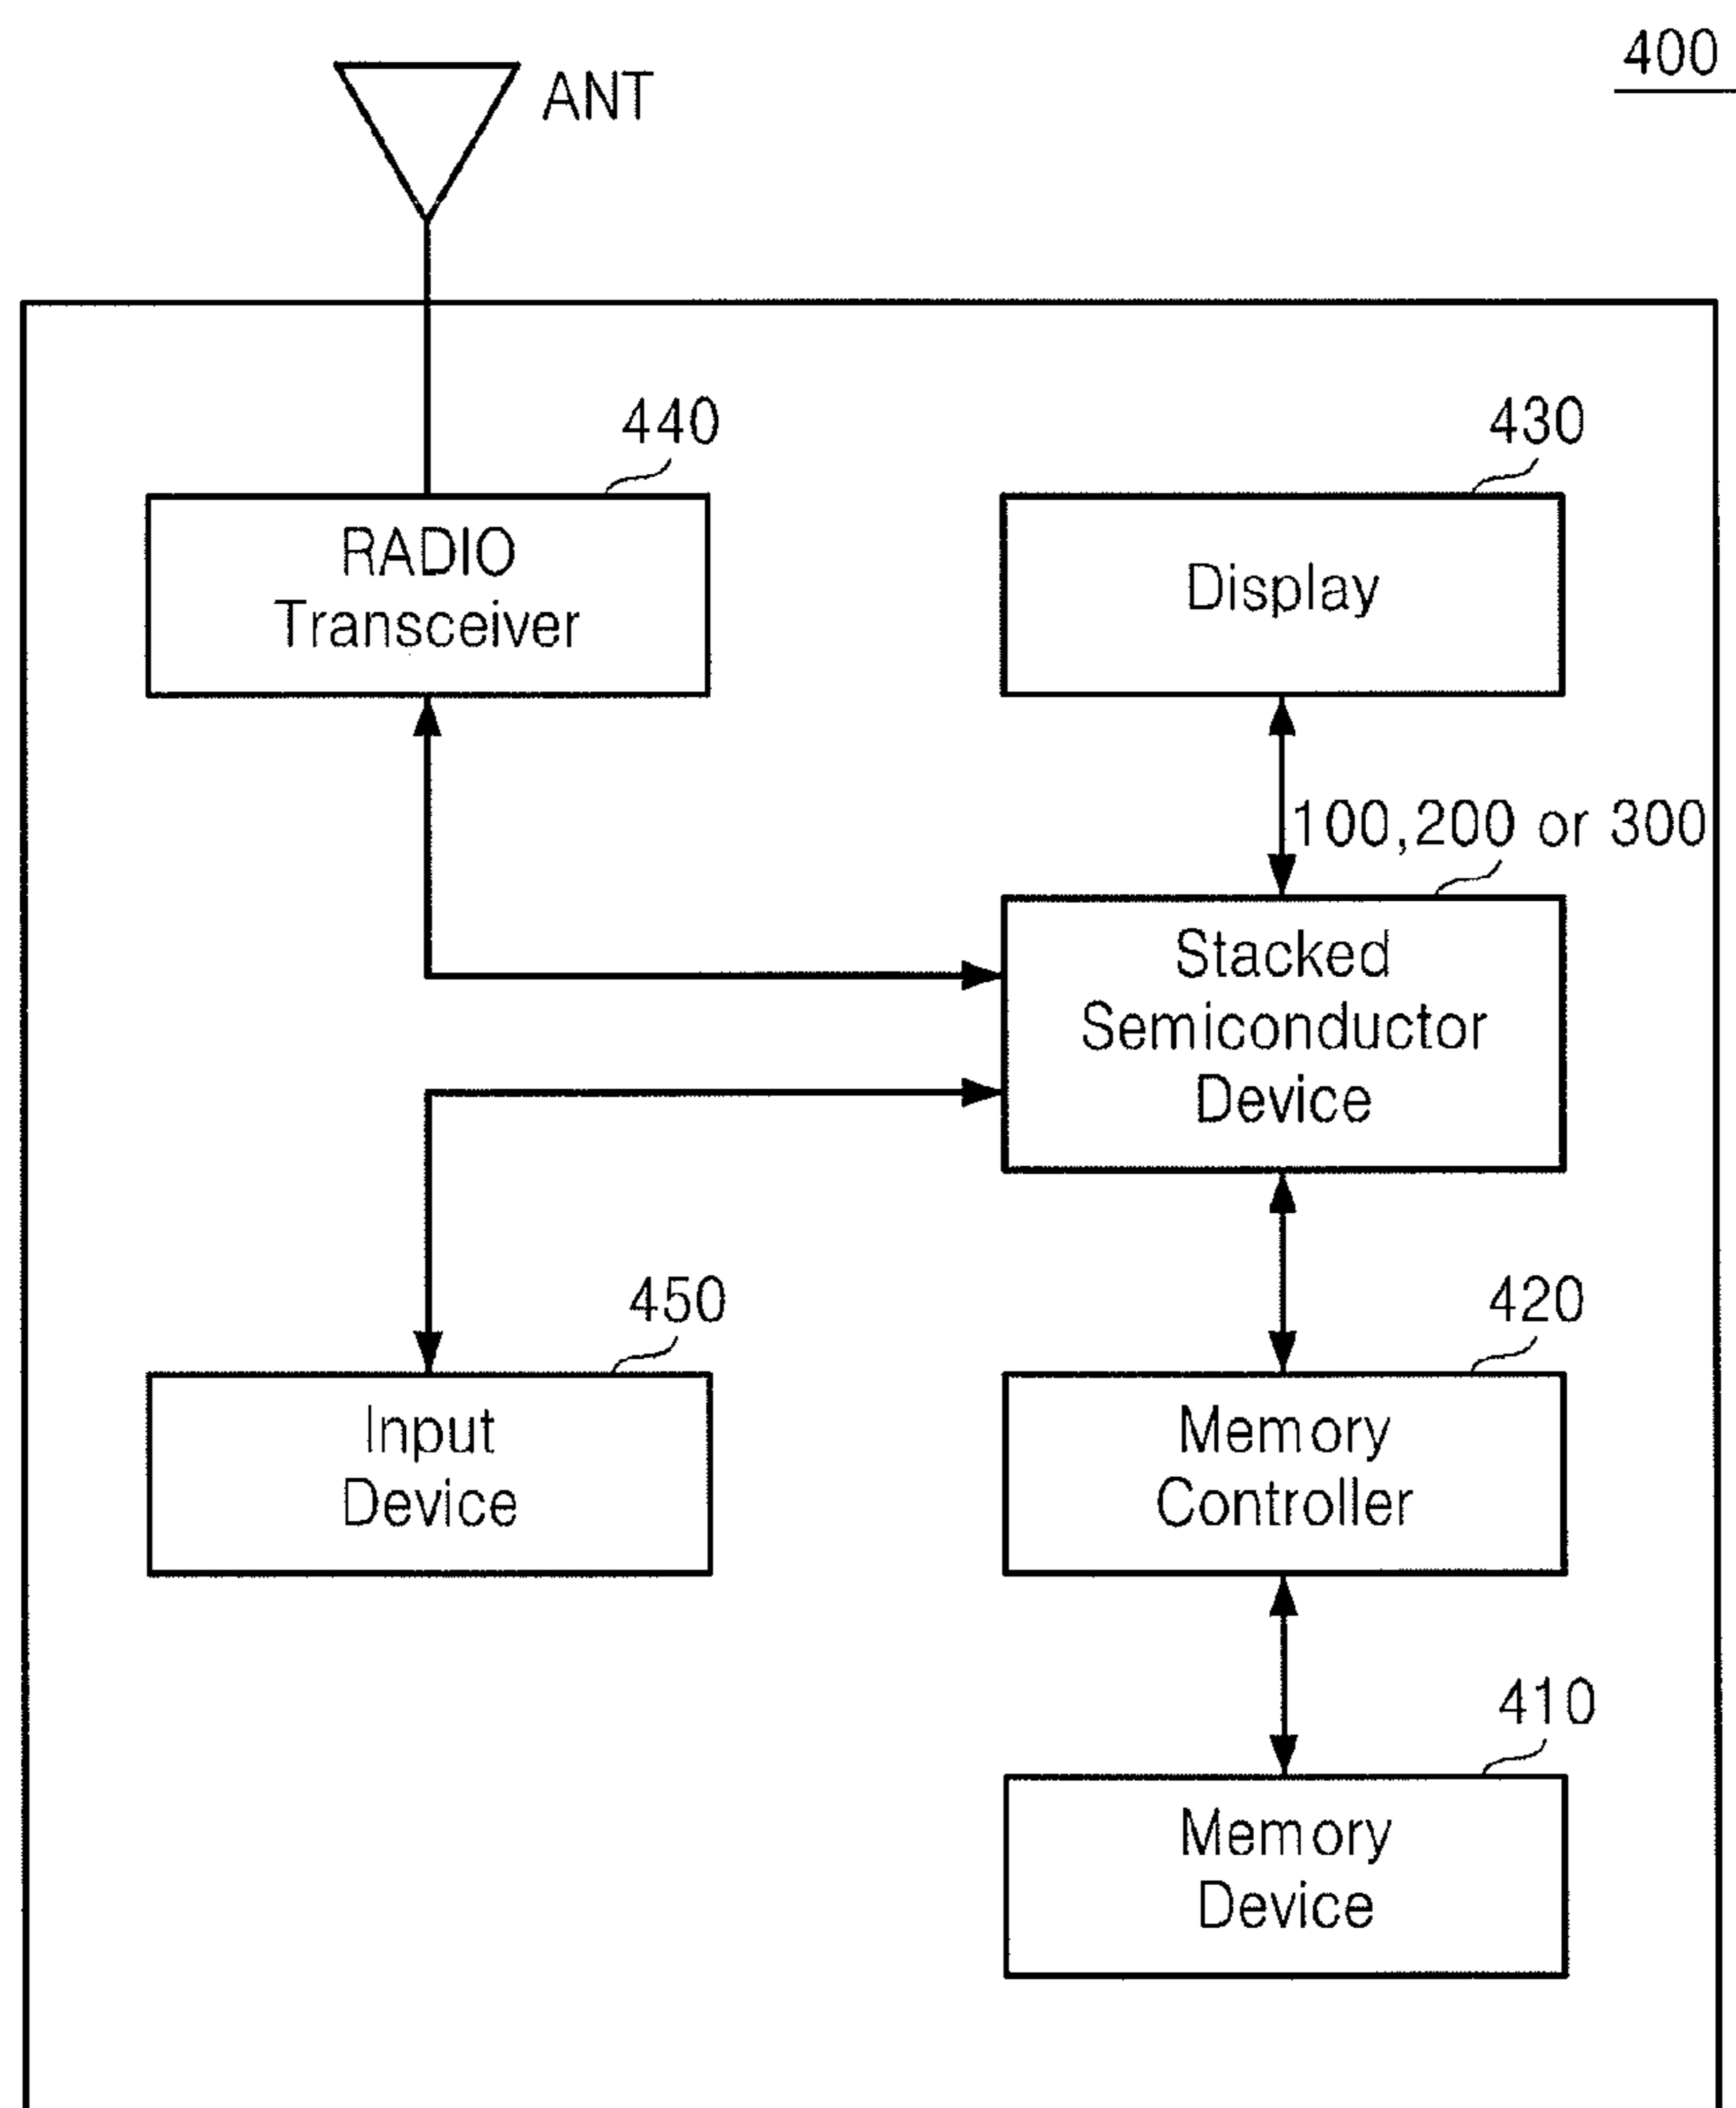 400
ANT
440
430
RADIO
Transceiver
Display
100,200 or 300
Stacked
Semiconductor
Device
450
420
Input
Device
Memory
Controller
410
Memory
Device